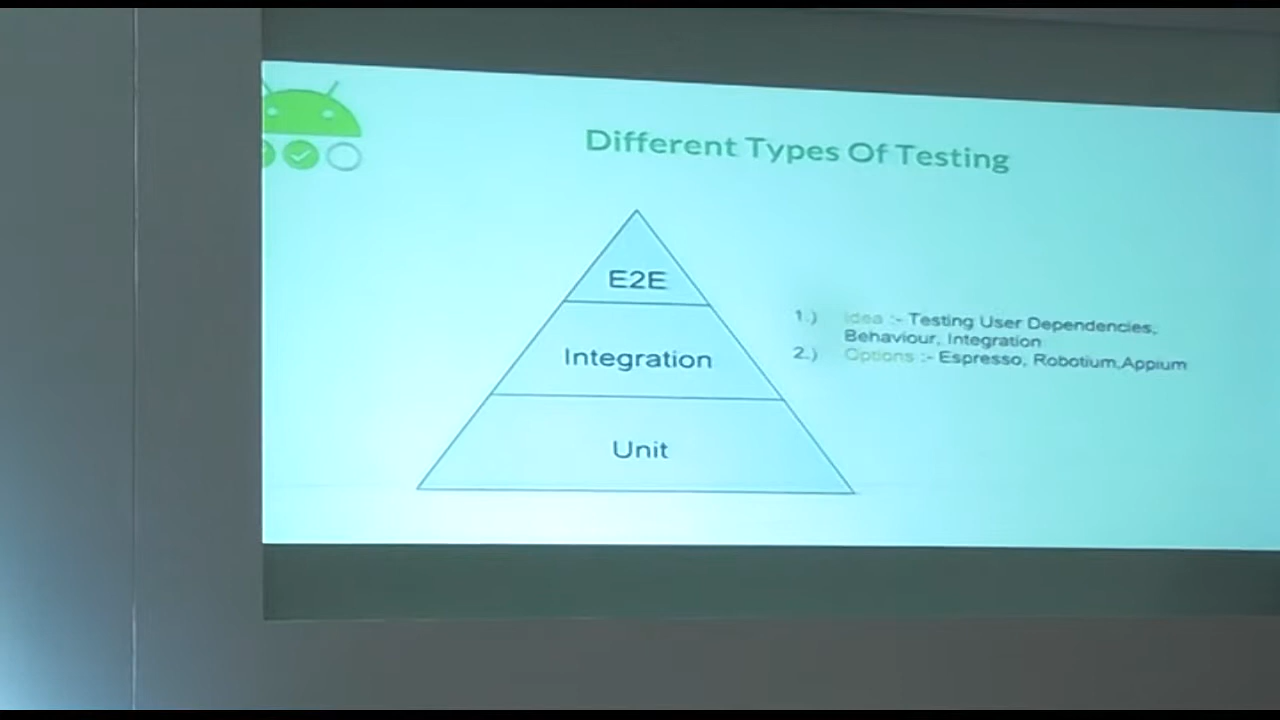 Different Types Of Testing
E2E
Integration
Unit
1.) Idea :- Testing User Dependencies,
Behaviour, Integration
2.) Options :- Espresso, Robotium,Appium